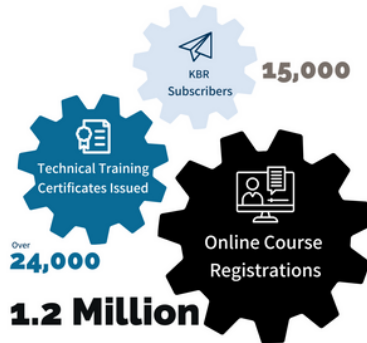 KBR
Subscribers
15,000
Technical Training
Certificates Issued
Over
24,000
Online Course
Registrations
1.2 Million